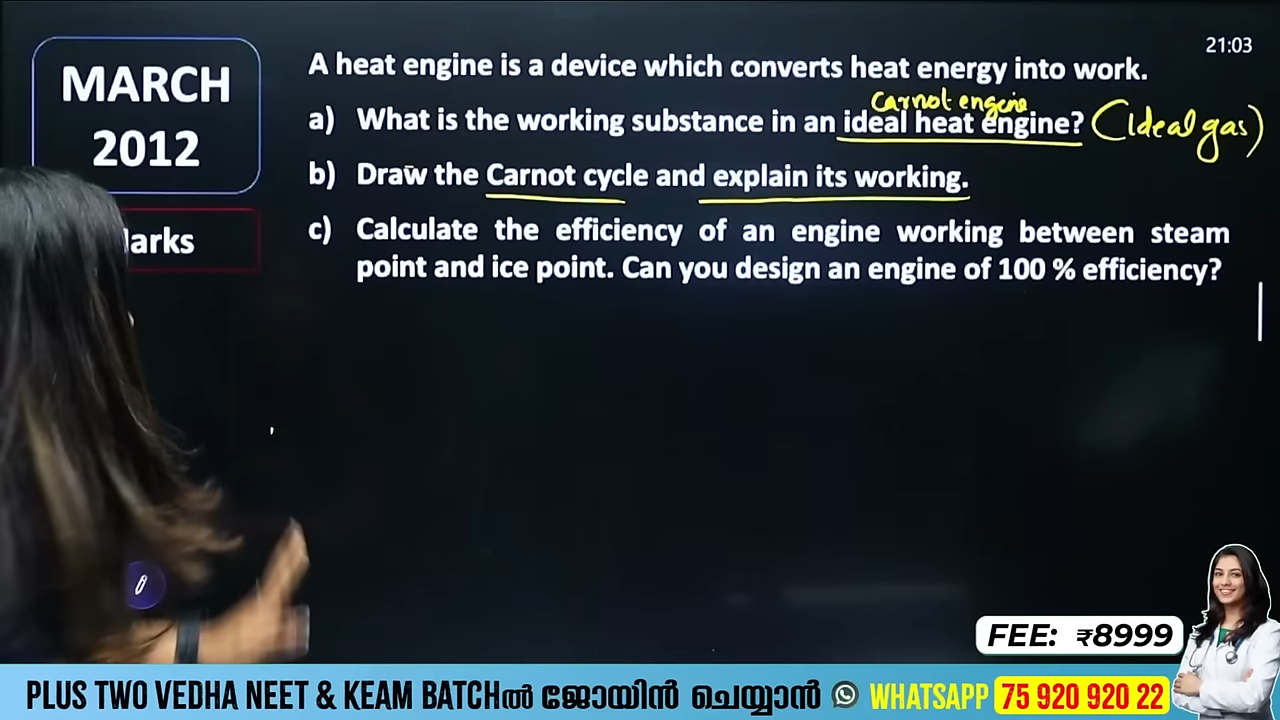 21:03
MARCH
2012
arks
A heat engine is a device which converts heat energy into work.
Carnot engine
a) What is the working substance in an ideal heat engine? (Ideal gas)
b) Draw the Carnot cycle and explain its working.
c) Calculate the efficiency of an engine working between steam
point and ice point. Can you design an engine of 100 % efficiency?
FEE: ₹8999
PLUS TWO VEDHA NEET & KEAM BATCHൽ ജോയിൻ ചെയ്യാൻ WHATSAPP 75 920 920 22